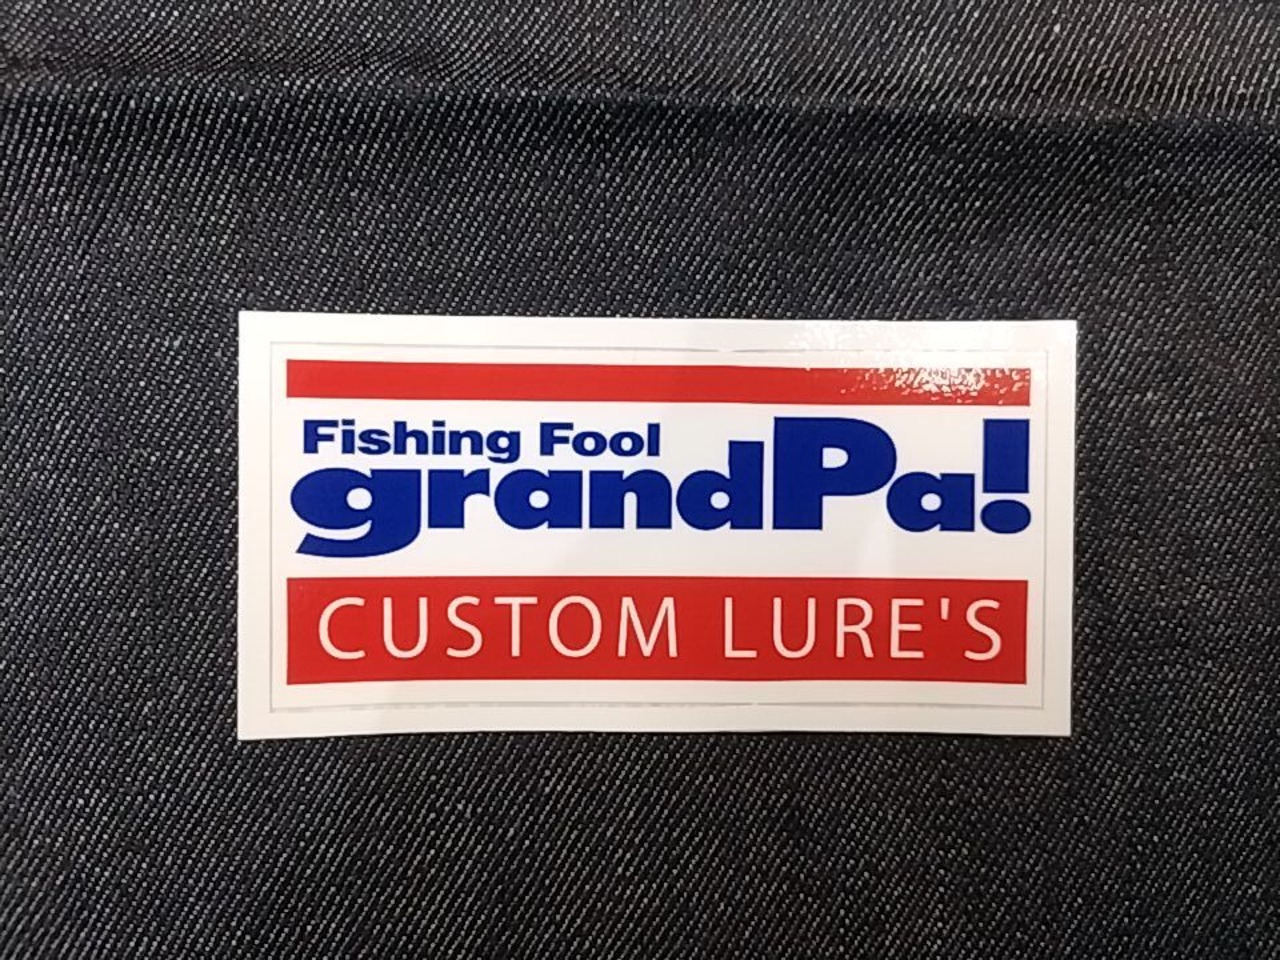 Fishing Fool
grandPa!
CUSTOM LURE'S